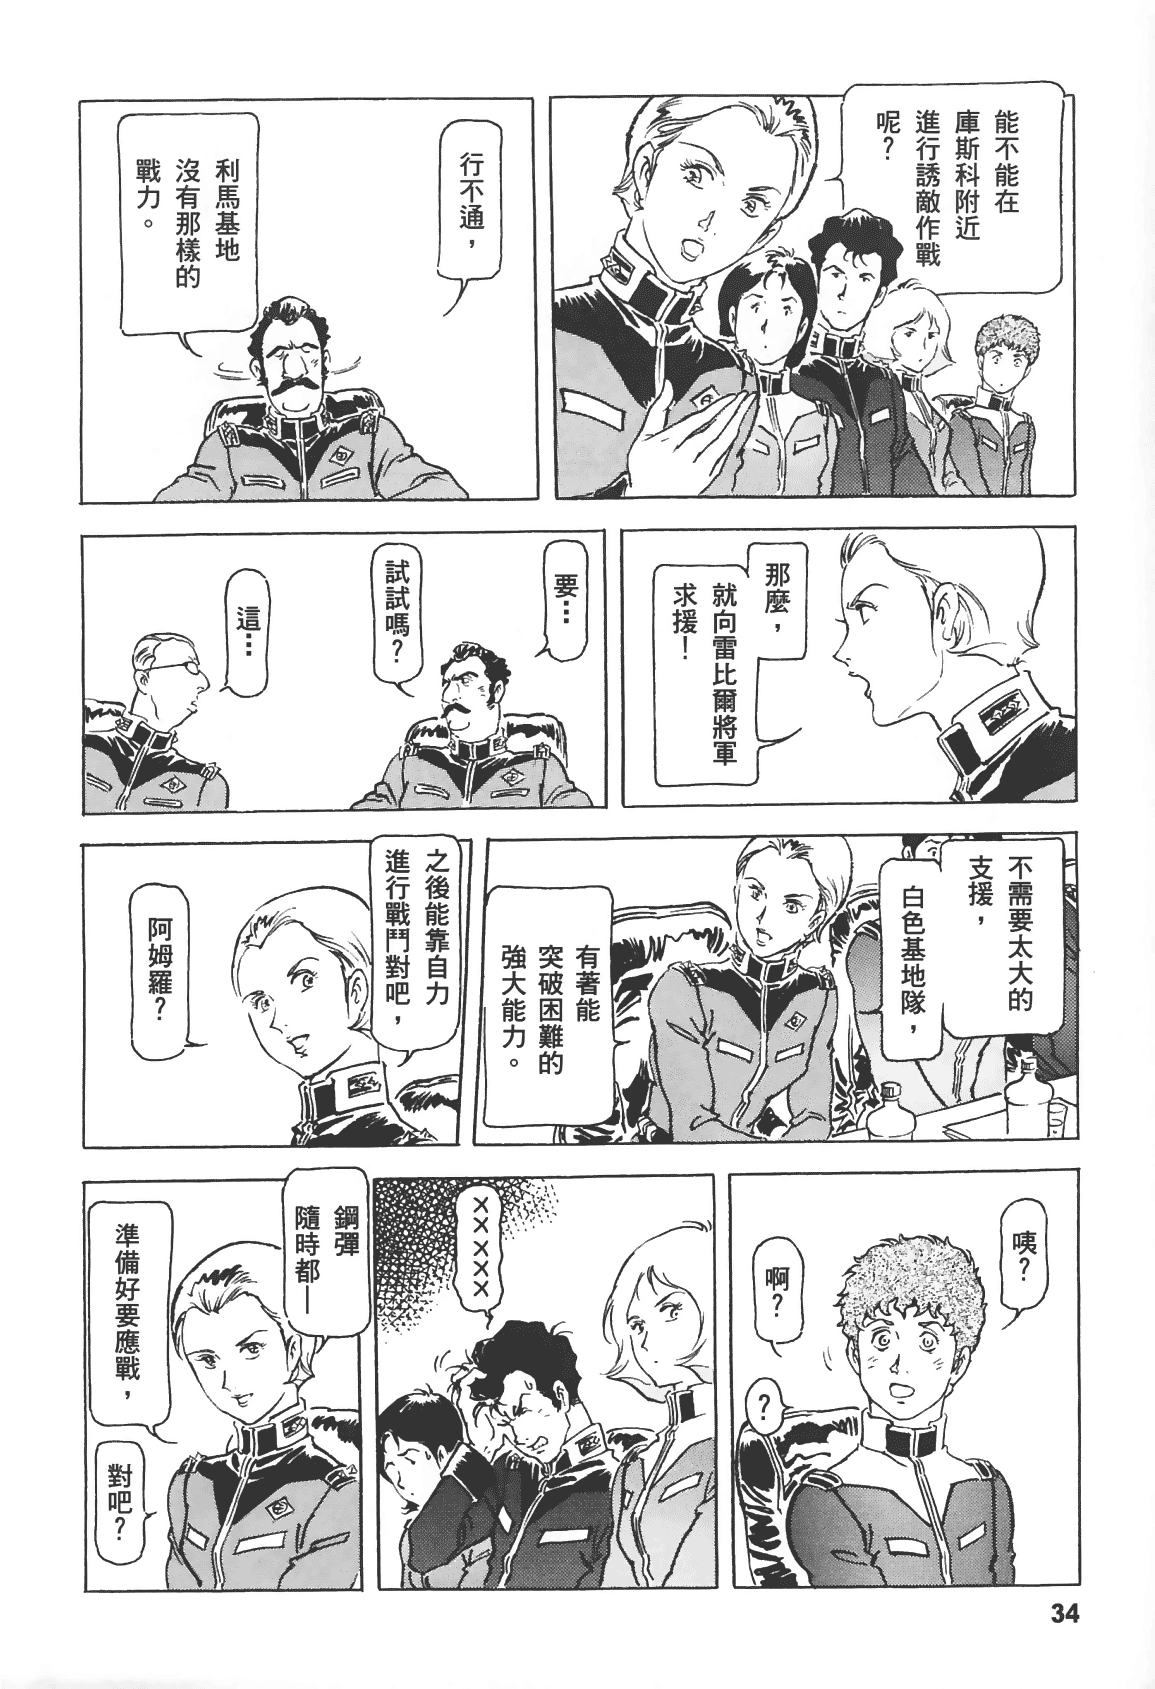 能不能在
庫斯科附近
進行誘敵作戰
呢？
行不通，
利馬基地
沒有那樣的
戰力。
那麼，
就向雷比爾將軍
求援！
要…
試試嗎？
這…
不需要太大的
支援，
白色基地隊，
有著能
突破困難的
強大能力。
之後能靠自力
進行戰鬥對吧，
阿姆羅？
咦？
啊？
？
×××××
鋼彈
隨時都—
準備好要應戰，
對吧？
34